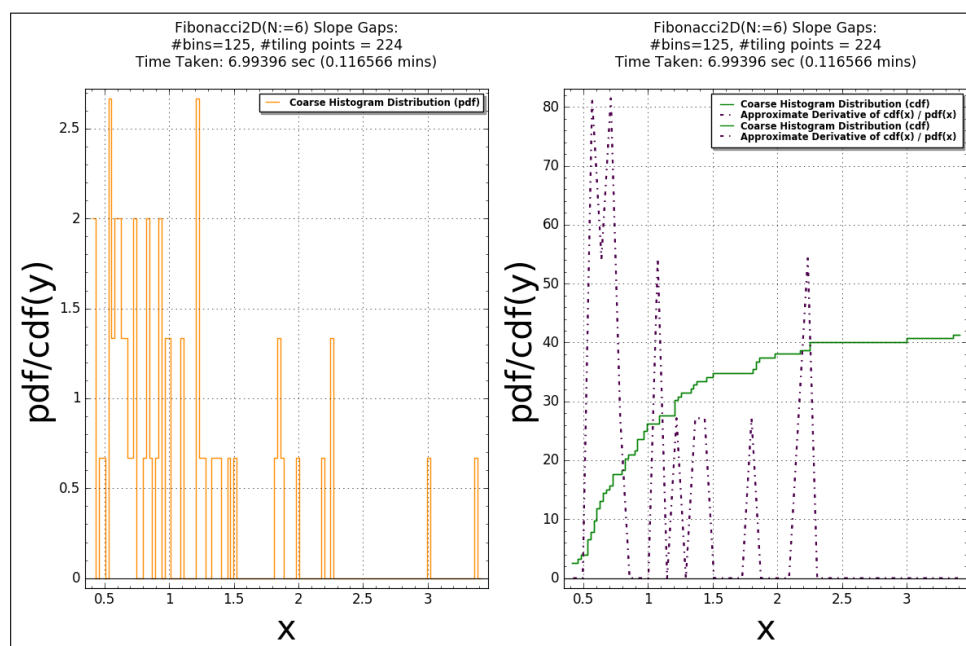 Fibonacci2D(N:=6) Slope Gaps:
#bins=125, #tiling points = 224
Time Taken: 6.99396 sec (0.116566 mins)
Coarse Histogram Distribution (pdf)
pdf/cdf(y)
2.5
2
1.5
1
0.5
0
0.5
1
1.5
2
2.5
3
x
Fibonacci2D(N:=6) Slope Gaps:
#bins=125, #tiling points = 224
Time Taken: 6.99396 sec (0.116566 mins)
Coarse Histogram Distribution (cdf)
Approximate Derivative of cdf(x) / pdf(x)
Coarse Histogram Distribution (cdf)
Approximate Derivative of cdf(x) / pdf(x)
pdf/cdf(y)
80
70
60
50
40
30
20
10
0
0.5
1
1.5
2
2.5
3
x